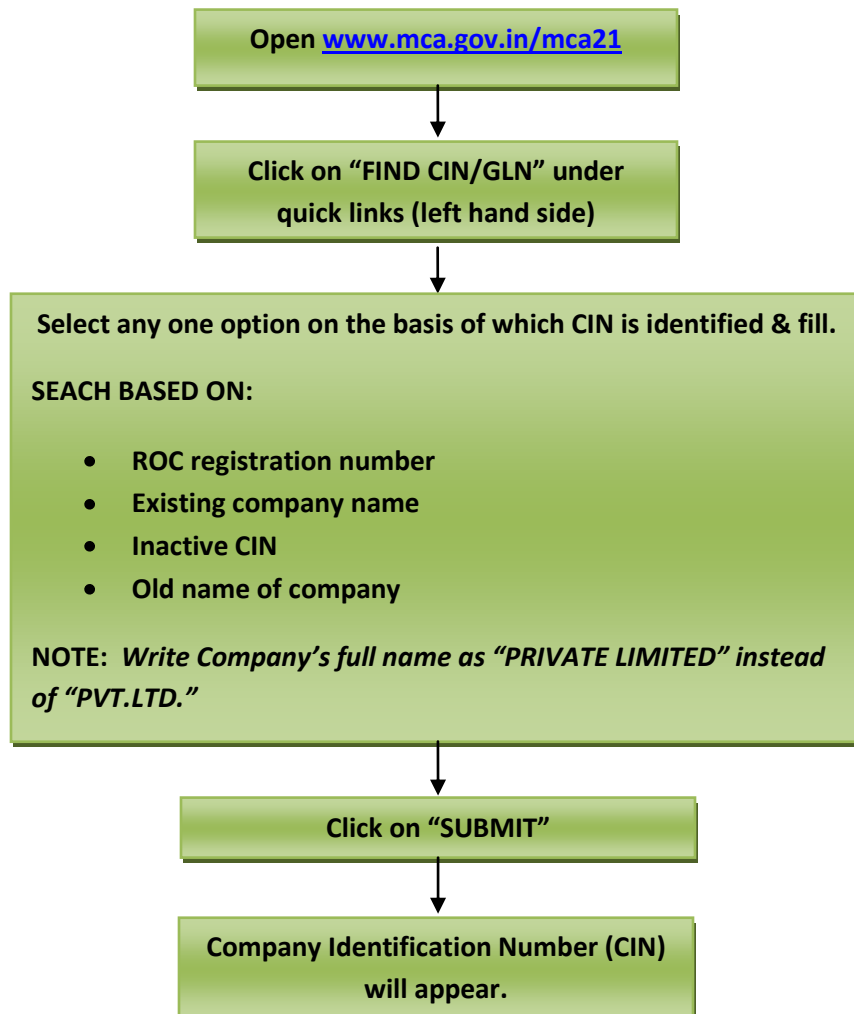 Open www.mca.gov.in/mca21
Click on “FIND CIN/GLN” under
quick links (left hand side)
Select any one option on the basis of which CIN is identified & fill.
SEACH BASED ON:
• ROC registration number
• Existing company name
• Inactive CIN
• Old name of company
NOTE: Write Company’s full name as “PRIVATE LIMITED” instead
of “PVT.LTD.”
Click on “SUBMIT”
Company Identification Number (CIN)
will appear.